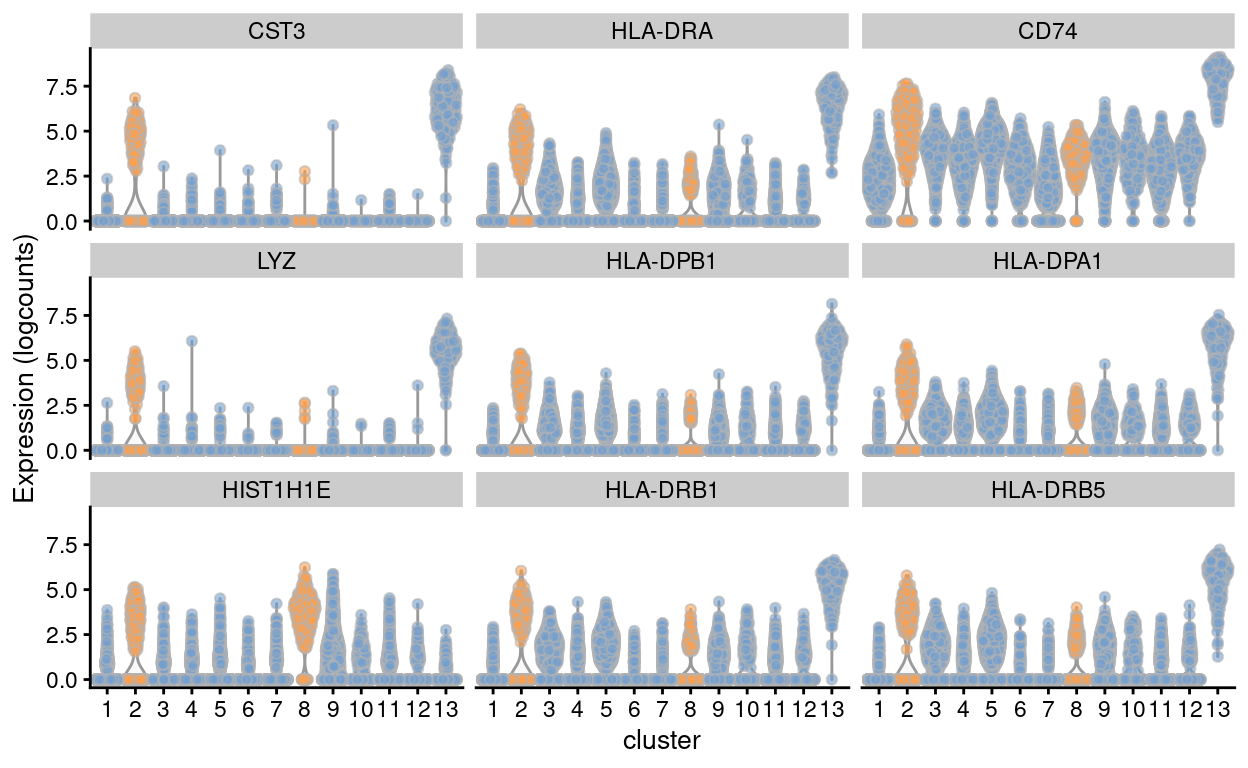 CST3 HLA-DRA CD74
7.5
5.0
2.5
0.0
LYZ HLA-DPB1 HLA-DPA1
7.5
5.0
2.5
0.0
HIST1H1E HLA-DRB1 HLA-DRB5
7.5
5.0
2.5
0.0
Expression (logcounts)
1 2 3 4 5 6 7 8 9 10 11 12 13 1 2 3 4 5 6 7 8 9 10 11 12 13 1 2 3 4 5 6 7 8 9 10 11 12 13
cluster